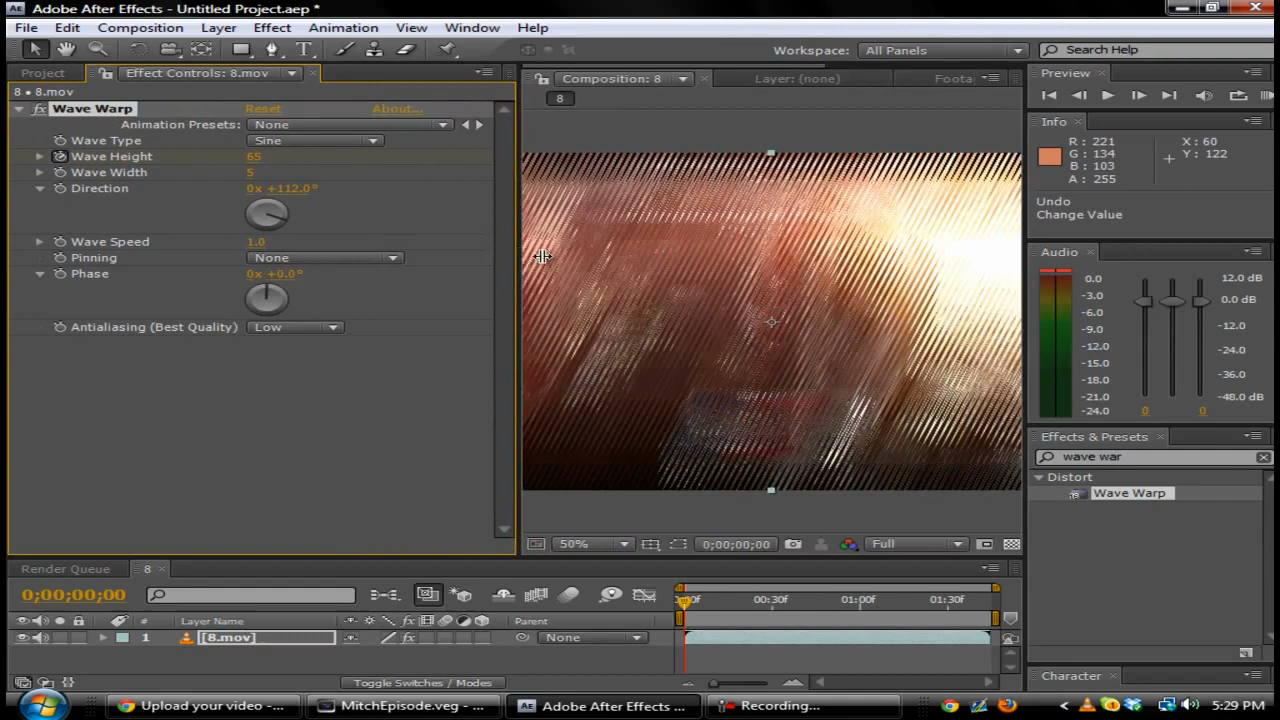 Adobe After Effects - Untitled Project.aep *
File Edit Composition Layer Effect Animation View Window Help
Workspace: All Panels Search Help
Project Effect Controls: 8.mov Composition: 8 Layer: (none) Foota Preview
8 • 8.mov
8
fx Wave Warp Reset About...
Animation Presets: None
Wave Type Sine
Wave Height 65
Wave Width 5
Direction 0x +112.0°
Wave Speed 1.0
Pinning None
Phase 0x +0.0°
Antialiasing (Best Quality) Low
Info
R : 221 X : 60
G : 134 Y : 122
B : 103
A : 255
Undo
Change Value
Audio
0.0 12.0 dB
-3.0
-6.0 0.0 dB
-9.0
-12.0 -12.0
-15.0
-18.0 -24.0
-21.0 -36.0
-24.0 -48.0 dB
0 0
Effects & Presets
wave war
Distort
Wave Warp
50% 0;00;00;00 Full
Render Queue 8
0;00;00;00
00f 00:30f 01:00f 01:30f
# Layer Name fx Parent
1 [8.mov] fx None
Toggle Switches / Modes
Character
Upload your video -... MitchEpisode.veg -... Adobe After Effects ... Recording... 5:29 PM